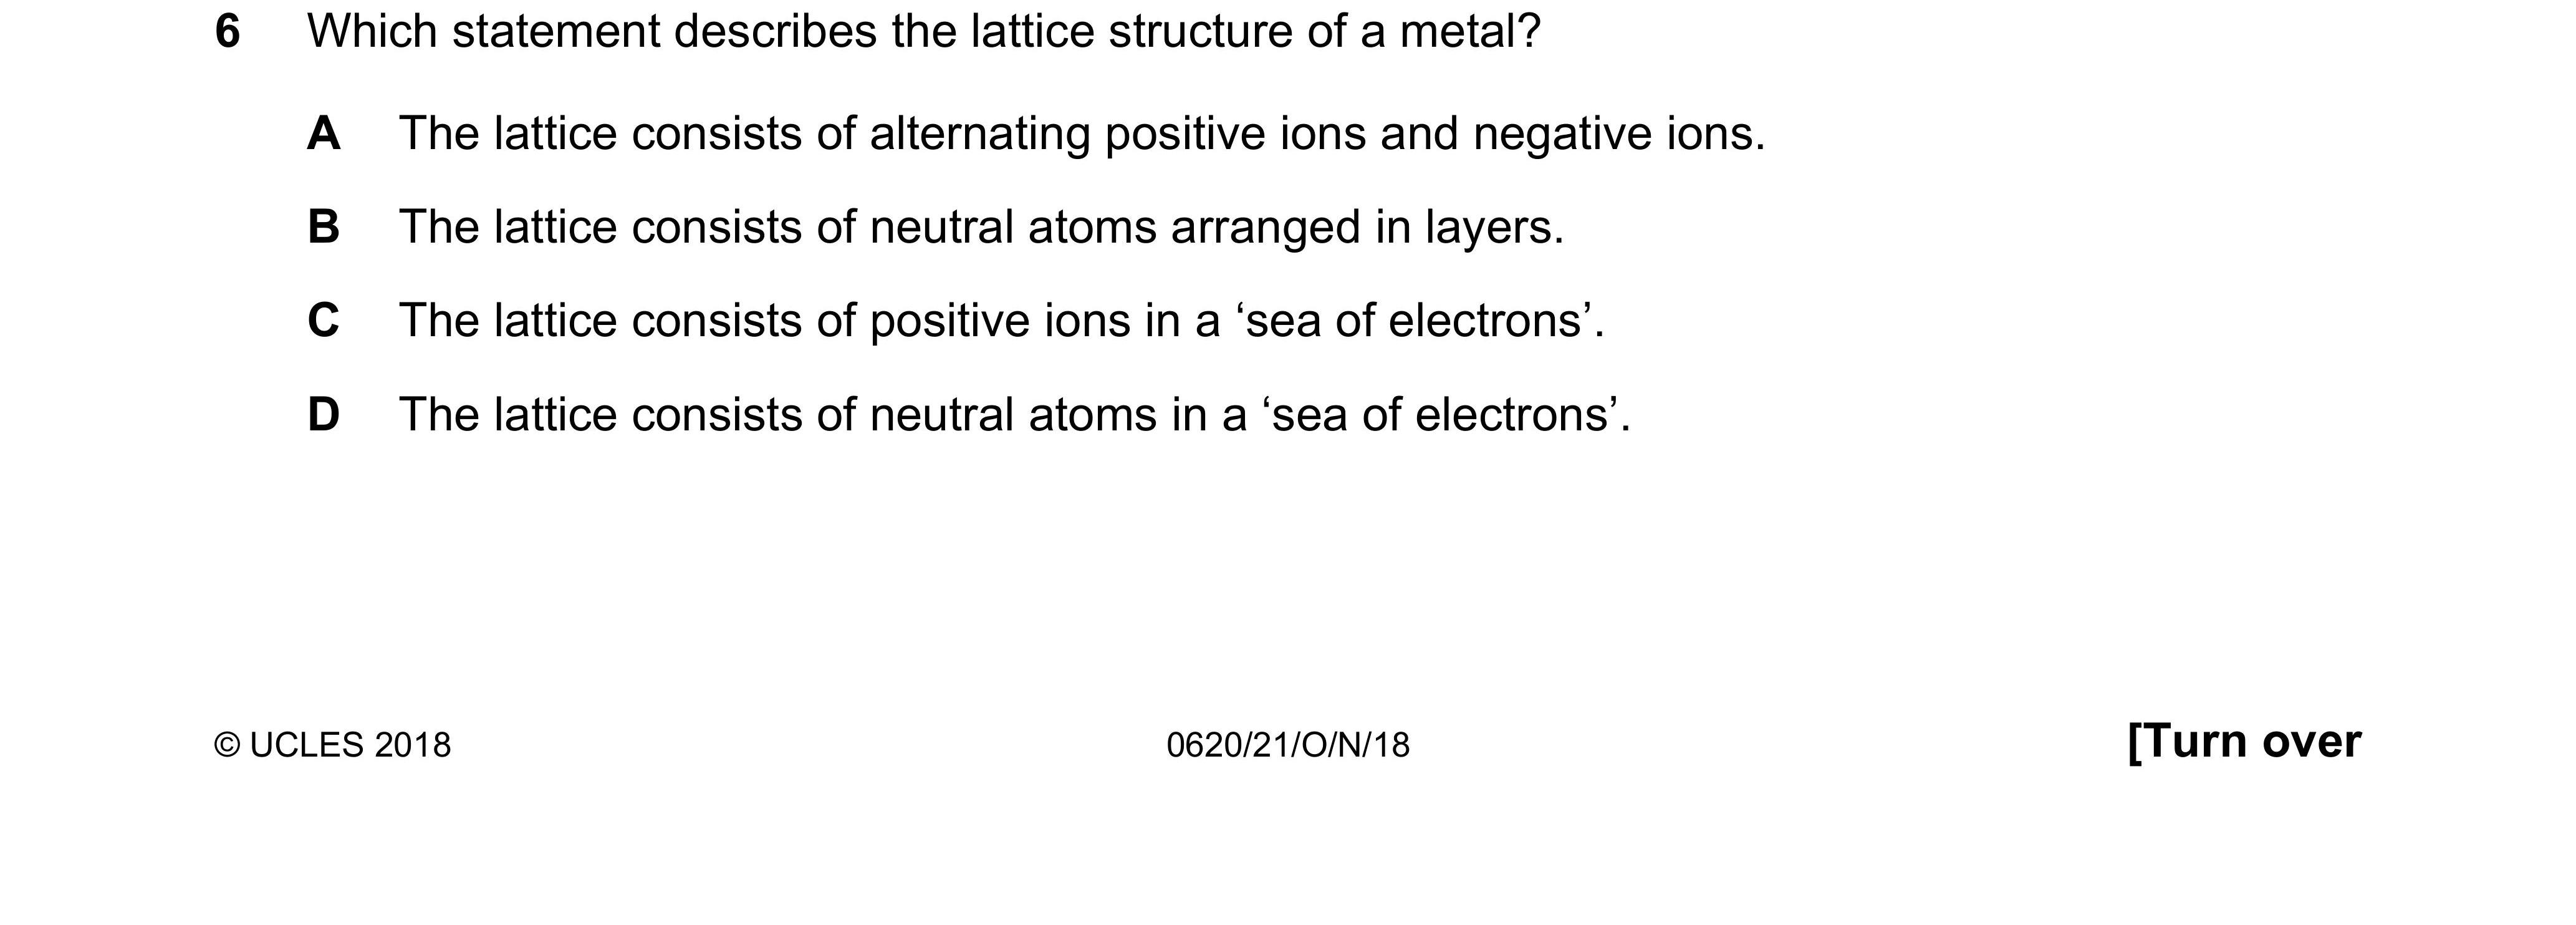 6 Which statement describes the lattice structure of a metal?
A The lattice consists of alternating positive ions and negative ions.
B The lattice consists of neutral atoms arranged in layers.
C The lattice consists of positive ions in a ‘sea of electrons’.
D The lattice consists of neutral atoms in a ‘sea of electrons’.
© UCLES 2018 0620/21/O/N/18 [Turn over